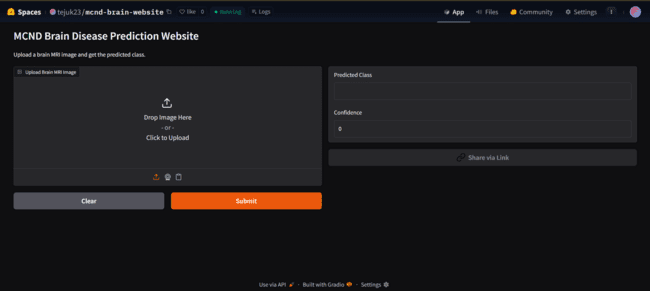 Spaces tejuk23/mcnd-brain-website like 0 Running Logs App Files Community Settings
MCND Brain Disease Prediction Website
Upload a brain MRI image and get the predicted class.
Upload Brain MRI Image
Drop Image Here
- or -
Click to Upload
Clear
Submit
Predicted Class
Confidence
0
Share via Link
Use via API · Built with Gradio · Settings